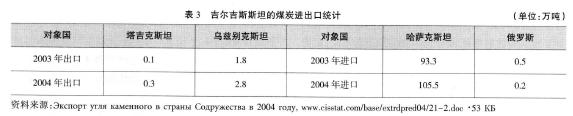 表 3 吉尔吉斯斯坦的煤炭进出口统计 (单位:万吨)
对象国 塔吉克斯坦 乌兹别克斯坦 对象国 哈萨克斯坦 俄罗斯
2003 年出口 0.1 1.8 2003 年进口 93.3 0.5
2004 年出口 0.3 2.8 2004 年进口 105.5 0.2
资料来源:Экспорт угля каменного в страны Содружества в 2004 году, www.cisstat.com/base/extrdpred04/21-2.doc •53 КБ